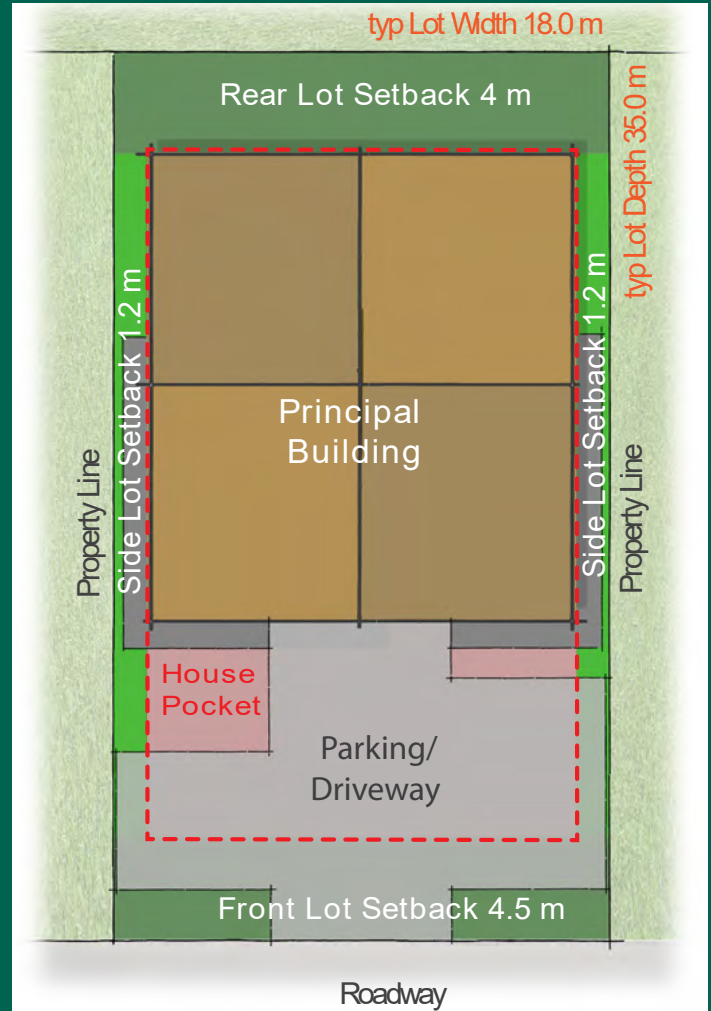 typ Lot Width 18.0 m
Rear Lot Setback 4 m
typ Lot Depth 35.0 m
Side Lot Setback 1.2 m
Side Lot Setback 1.2 m
Principal
Building
Property Line
Property Line
House
Pocket
Parking/
Driveway
Front Lot Setback 4.5 m
Roadway